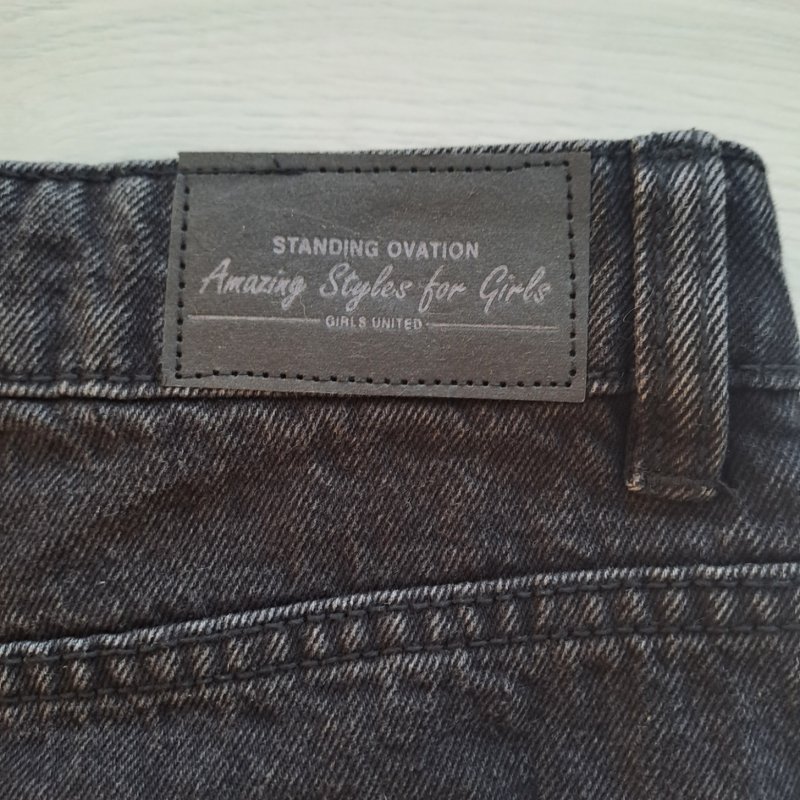 STANDING OVATION
Amazing Styles for Girls
GIRLS UNITED